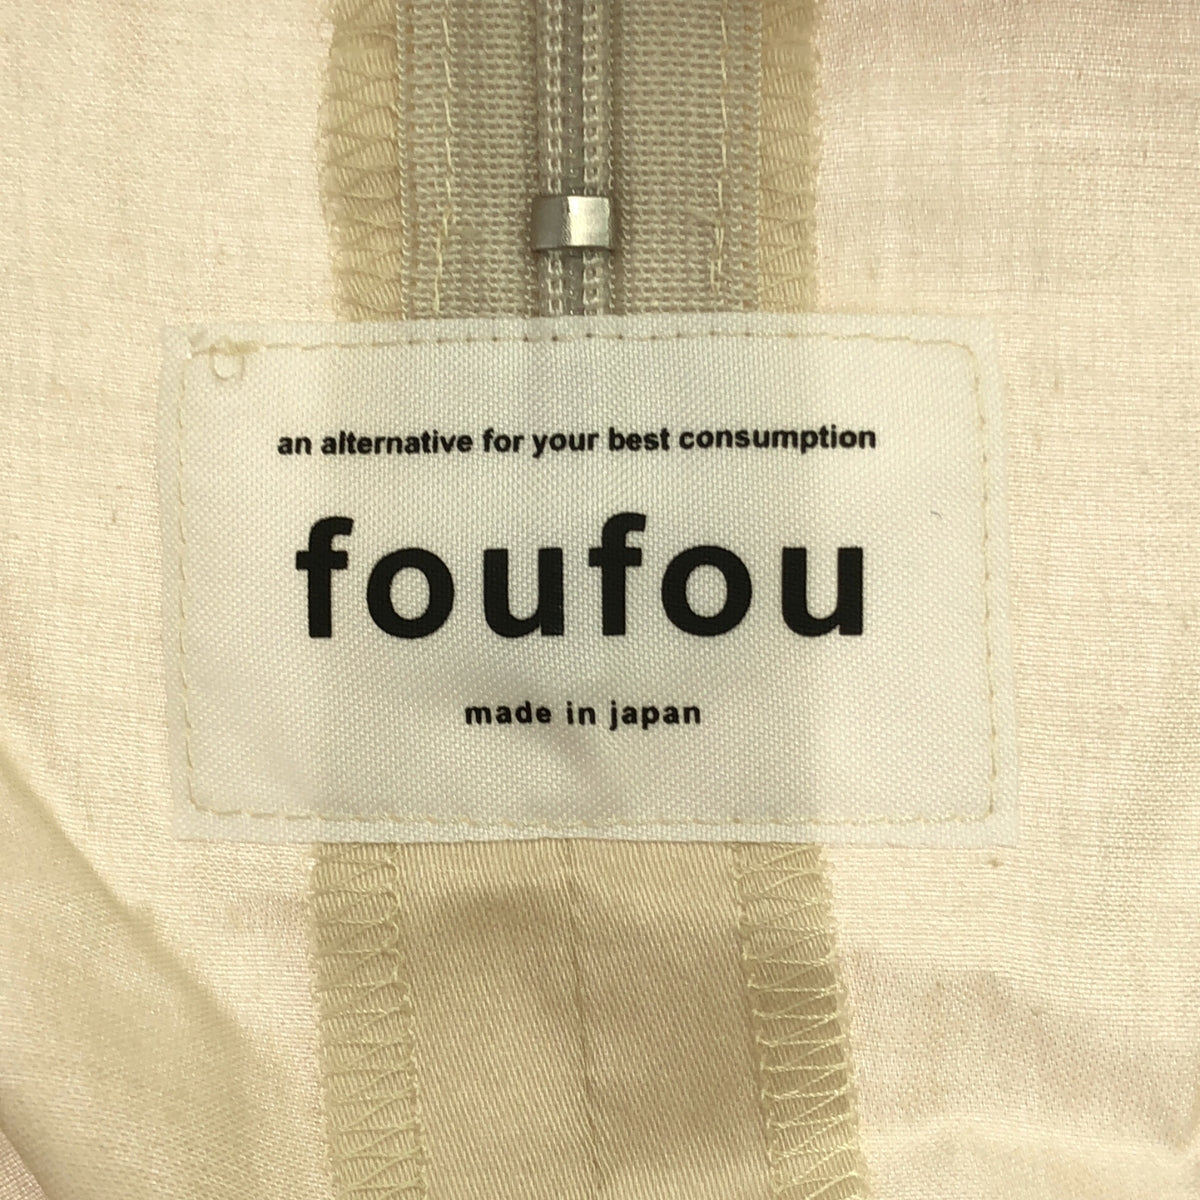 an alternative for your best consumption
foufou
made in japan